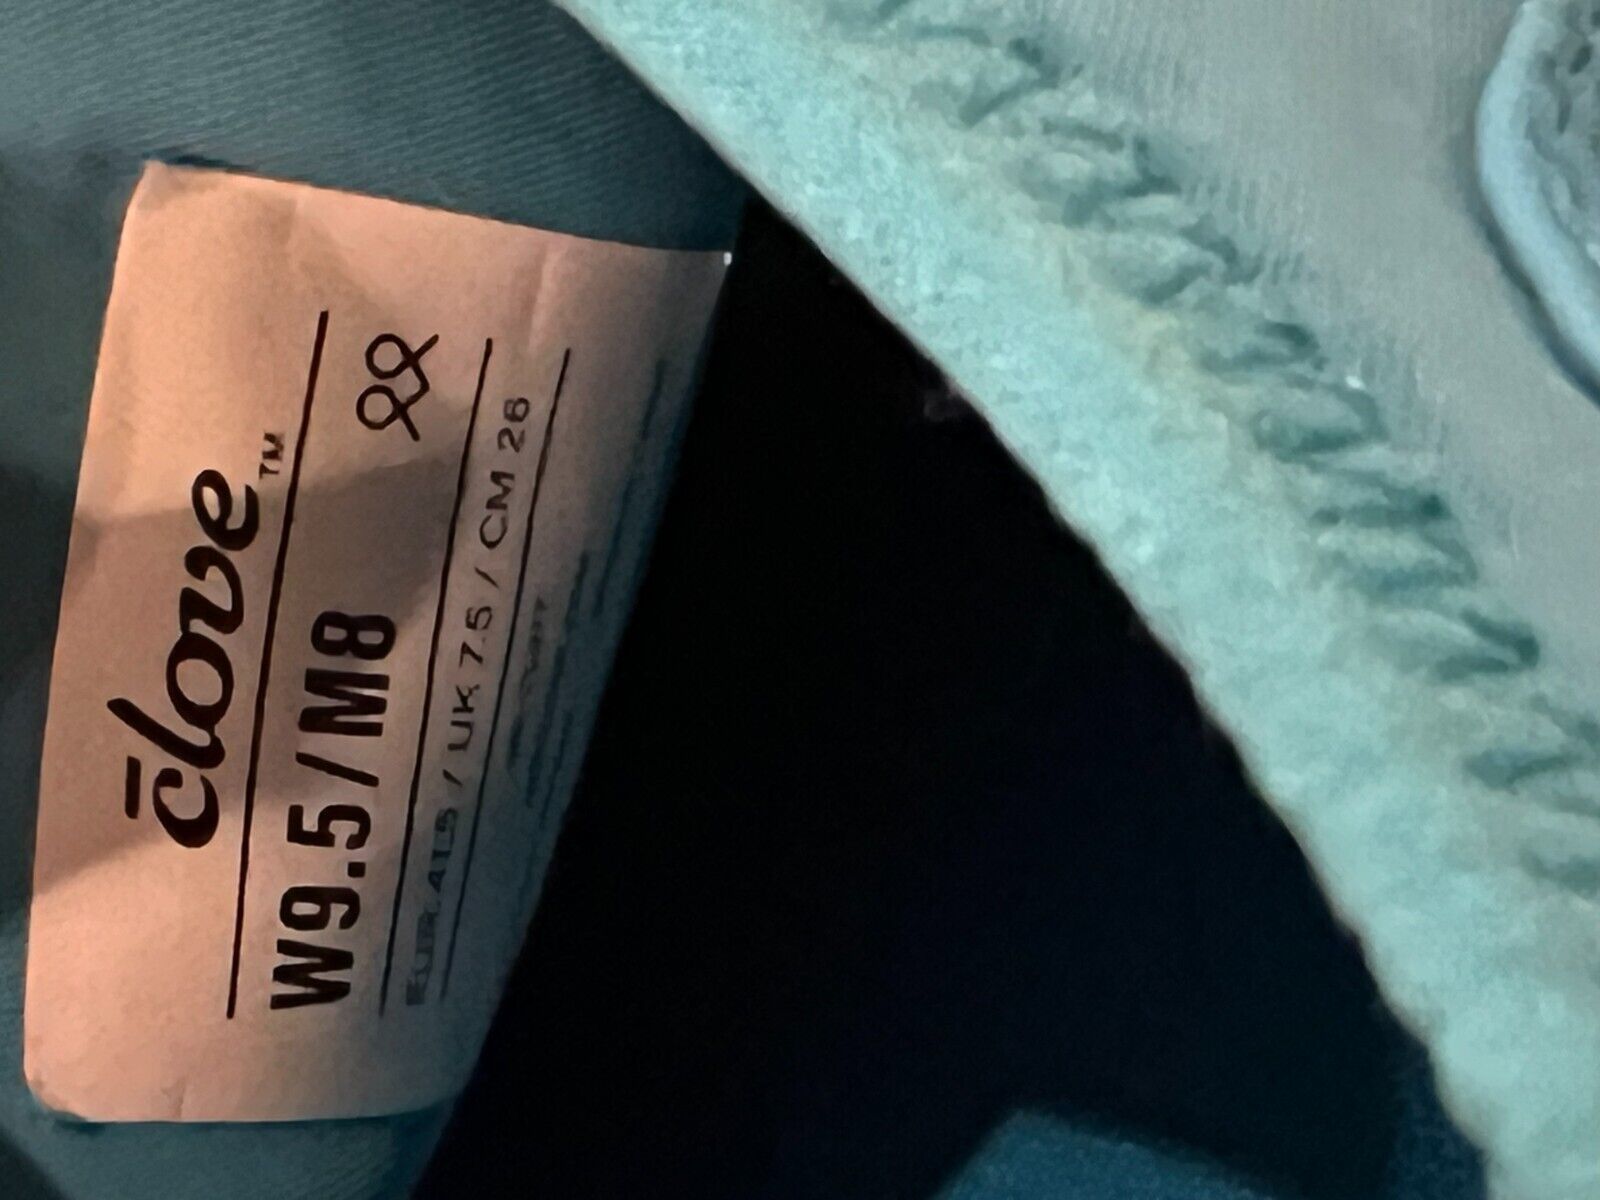 clove™
W9.5/M8
EUR 41.5 / UK 7.5 / CM 26